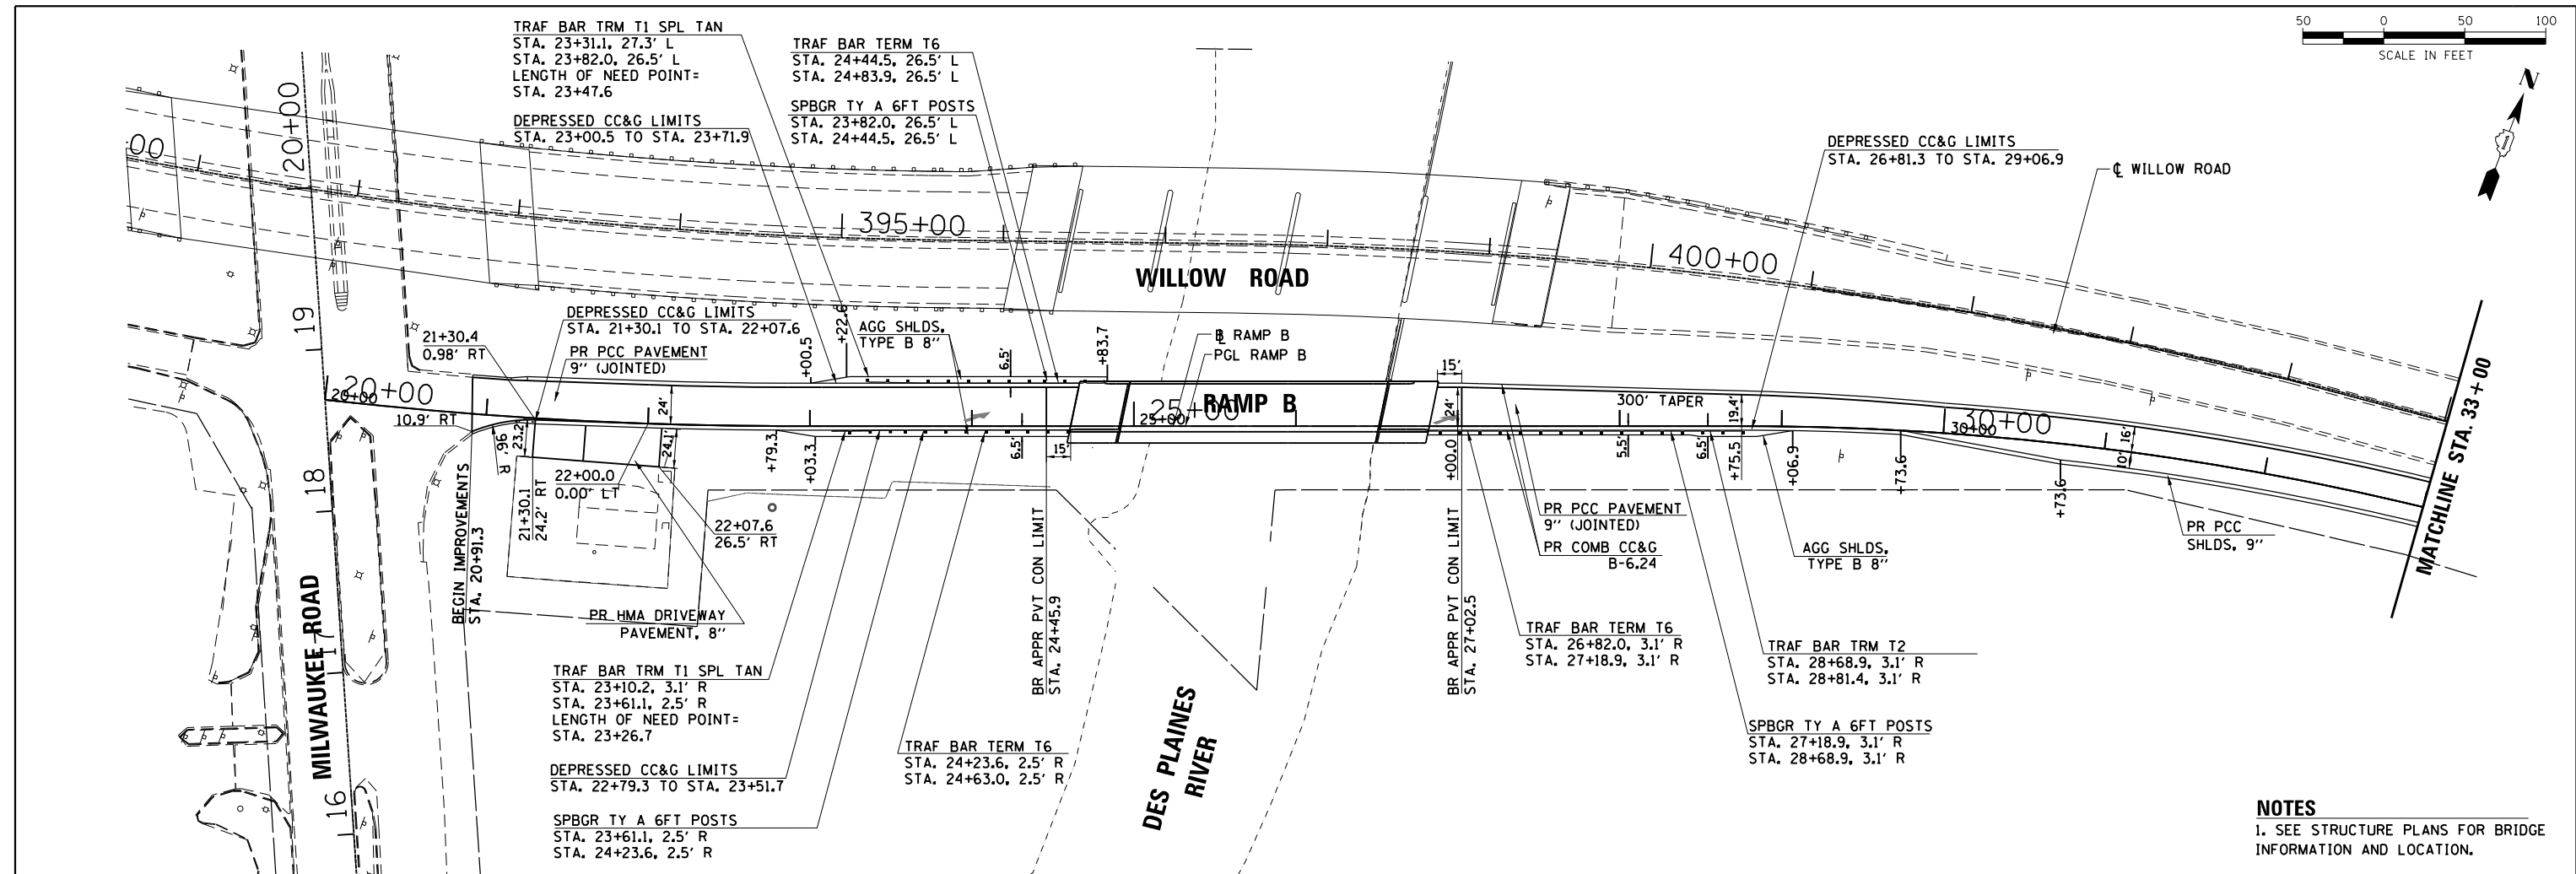 50 0 50 100
SCALE IN FEET
N
TRAF BAR TRM T1 SPL TAN
STA. 23+31.1, 27.3' L
STA. 23+82.0, 26.5' L
LENGTH OF NEED POINT=
STA. 23+47.6
DEPRESSED CC&G LIMITS
STA. 23+00.5 TO STA. 23+71.9
TRAF BAR TERM T6
STA. 24+44.5, 26.5' L
STA. 24+83.9, 26.5' L
SPBGR TY A 6FT POSTS
STA. 23+82.0, 26.5' L
STA. 24+44.5, 26.5' L
DEPRESSED CC&G LIMITS
STA. 26+81.3 TO STA. 29+06.9
℄ WILLOW ROAD
00
20+00
395+00
400+00
WILLOW ROAD
19
18
17
16
MILWAUKEE ROAD
21+30.4
0.98' RT
DEPRESSED CC&G LIMITS
STA. 21+30.1 TO STA. 22+07.6
PR PCC PAVEMENT
9'' (JOINTED)
+00.5
+22.6
AGG SHLDS,
TYPE B 8''
6.5'
+83.7
B RAMP B
PGL RAMP B
15'
20+00
20+00
10.9' RT
24'
25+00
25+00
RAMP B
24'
300' TAPER
19.4'
30+00
30+00
16'
10'
96' R
23.2'
24.1'
+79.3
+03.3
6.5'
15'
+00.0
5.5'
6.5'
+75.5
+06.9
+73.6
+73.6
22+00.0
0.00' LT
21+30.1
24.2' RT
22+07.6
26.5' RT
BEGIN IMPROVEMENTS
STA. 20+91.3
PR HMA DRIVEWAY
PAVEMENT, 8''
BR APPR PVT CON LIMIT
STA. 24+45.9
BR APPR PVT CON LIMIT
STA. 27+02.5
PR PCC PAVEMENT
9'' (JOINTED)
PR COMB CC&G
B-6.24
AGG SHLDS,
TYPE B 8''
PR PCC
SHLDS, 9''
MATCHLINE STA. 33+00
TRAF BAR TRM T1 SPL TAN
STA. 23+10.2, 3.1' R
STA. 23+61.1, 2.5' R
LENGTH OF NEED POINT=
STA. 23+26.7
DEPRESSED CC&G LIMITS
STA. 22+79.3 TO STA. 23+51.7
SPBGR TY A 6FT POSTS
STA. 23+61.1, 2.5' R
STA. 24+23.6, 2.5' R
TRAF BAR TERM T6
STA. 24+23.6, 2.5' R
STA. 24+63.0, 2.5' R
DES PLAINES
RIVER
TRAF BAR TERM T6
STA. 26+82.0, 3.1' R
STA. 27+18.9, 3.1' R
TRAF BAR TRM T2
STA. 28+68.9, 3.1' R
STA. 28+81.4, 3.1' R
SPBGR TY A 6FT POSTS
STA. 27+18.9, 3.1' R
STA. 28+68.9, 3.1' R
NOTES
1. SEE STRUCTURE PLANS FOR BRIDGE
INFORMATION AND LOCATION.